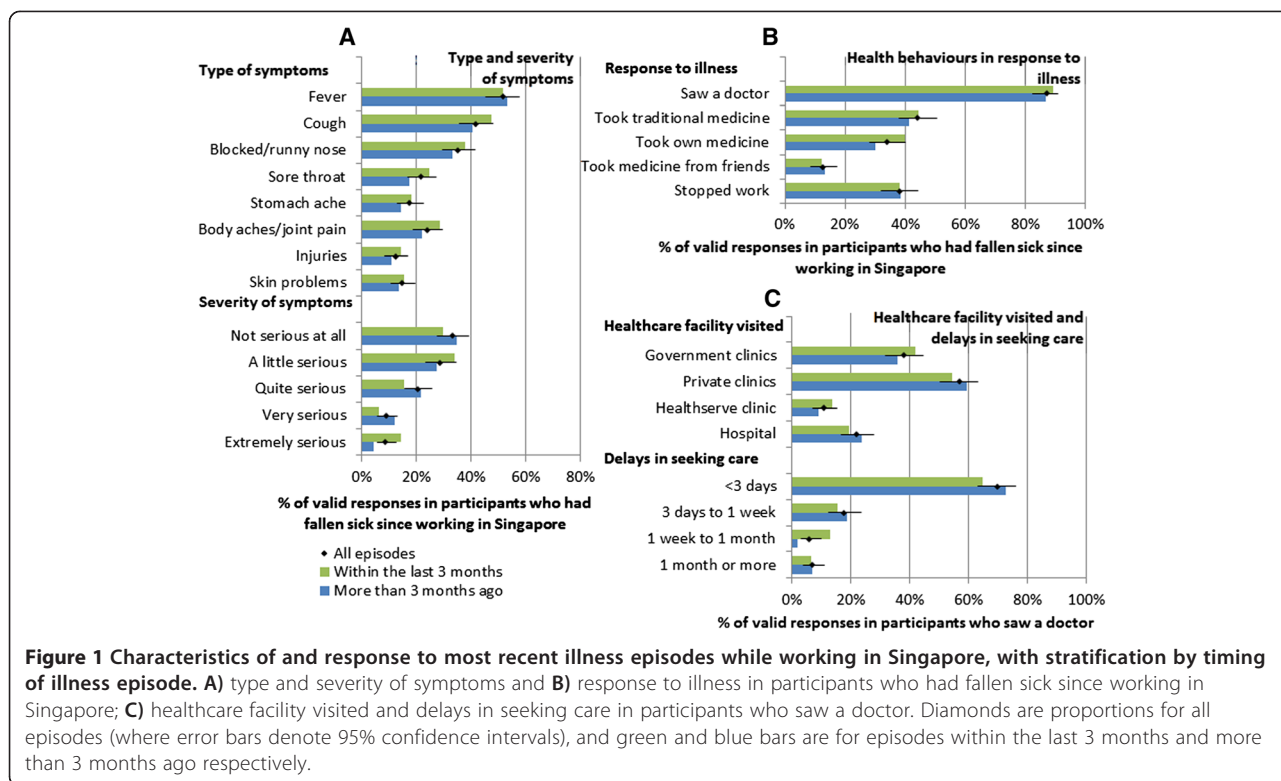 A
Type and severity
of symptoms
Type of symptoms
Fever
Cough
Blocked/runny nose
Sore throat
Stomach ache
Body aches/joint pain
Injuries
Skin problems
Severity of symptoms
Not serious at all
A little serious
Quite serious
Very serious
Extremely serious
0% 20% 40% 60% 80%
% of valid responses in participants who had
fallen sick since working in Singapore
All episodes
Within the last 3 months
More than 3 months ago
B
Health behaviours in response to
illness
Response to illness
Saw a doctor
Took traditional medicine
Took own medicine
Took medicine from friends
Stopped work
0% 20% 40% 60% 80% 100%
% of valid responses in participants who had fallen sick since
working in Singapore
C
Healthcare facility visited and
delays in seeking care
Healthcare facility visited
Government clinics
Private clinics
Healthserve clinic
Hospital
Delays in seeking care
<3 days
3 days to 1 week
1 week to 1 month
1 month or more
0% 20% 40% 60% 80% 100%
% of valid responses in participants who saw a doctor
Figure 1 Characteristics of and response to most recent illness episodes while working in Singapore, with stratification by timing
of illness episode. A) type and severity of symptoms and B) response to illness in participants who had fallen sick since working in
Singapore; C) healthcare facility visited and delays in seeking care in participants who saw a doctor. Diamonds are proportions for all
episodes (where error bars denote 95% confidence intervals), and green and blue bars are for episodes within the last 3 months and more
than 3 months ago respectively.